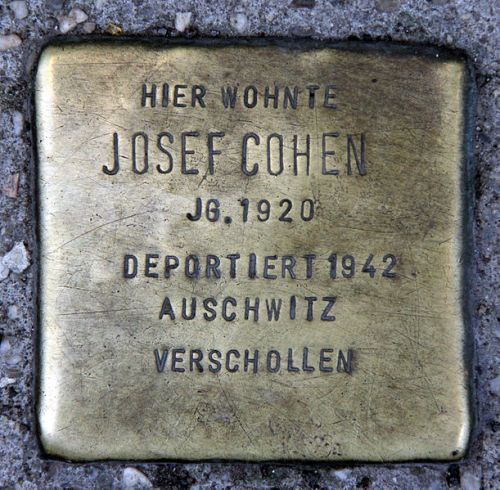 HIER WOHNTE
JOSEF COHEN
JG. 1920
DEPORTIERT 1942
AUSCHWITZ
VERSCHOLLEN